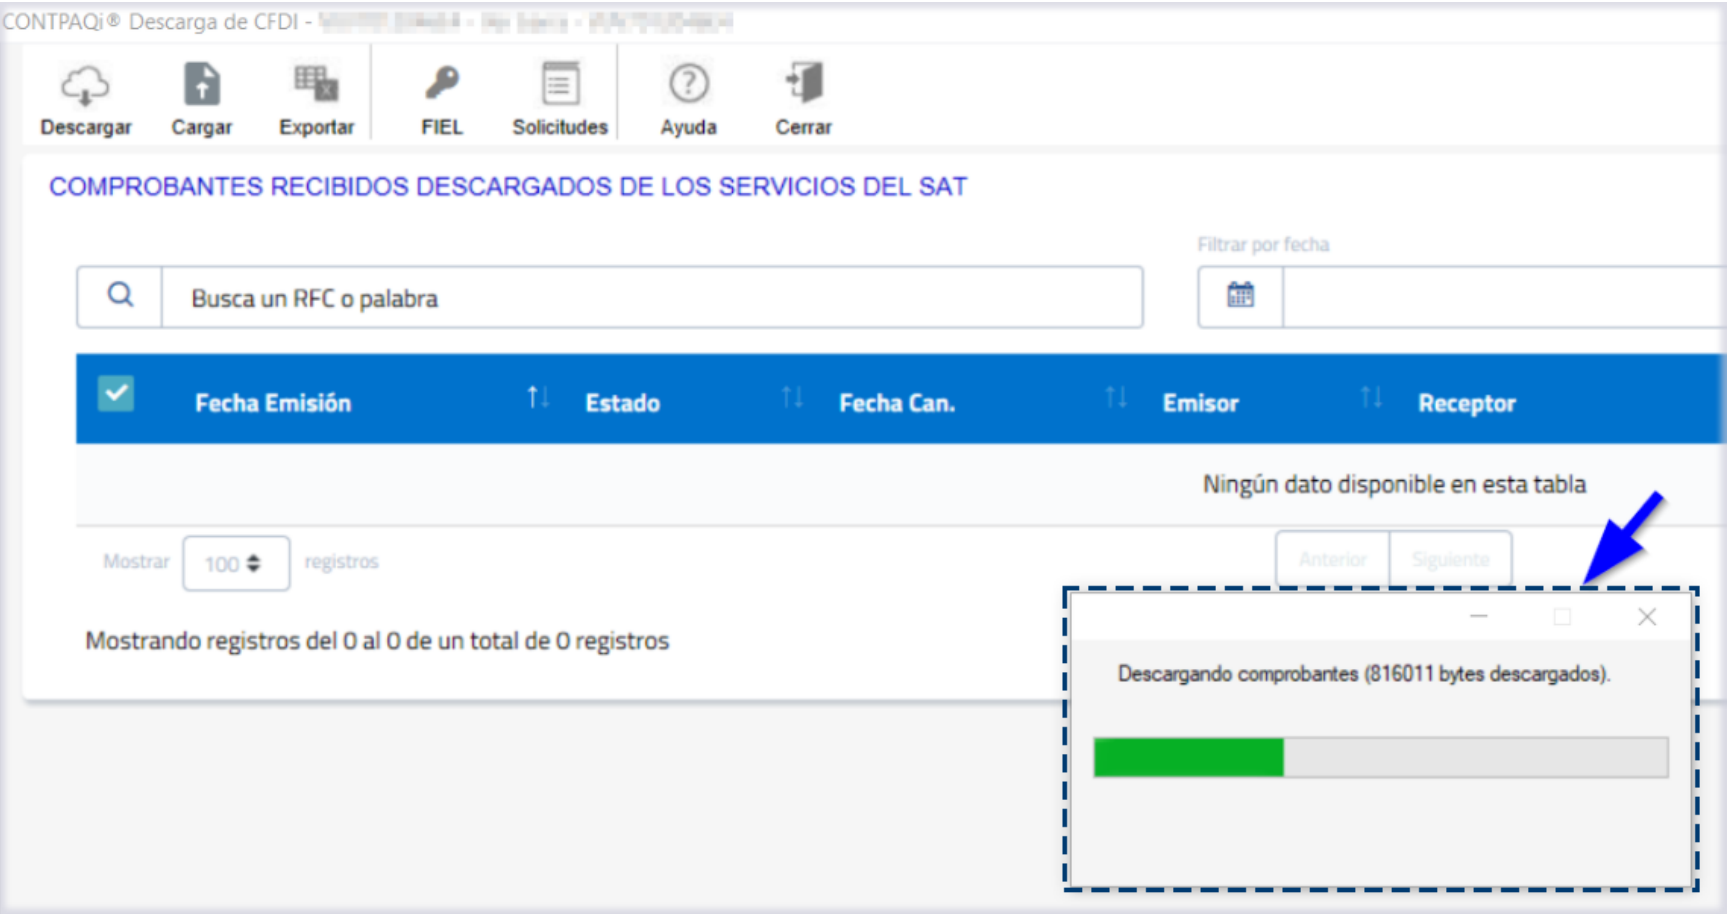 CONTPAQi® Descarga de CFDI -
Descargar Cargar Exportar FIEL Solicitudes Ayuda Cerrar
COMPROBANTES RECIBIDOS DESCARGADOS DE LOS SERVICIOS DEL SAT
Filtrar por fecha
Busca un RFC o palabra
Fecha Emisión Estado Fecha Can. Emisor Receptor
Ningún dato disponible en esta tabla
Mostrar 100 registros Anterior Siguiente
Mostrando registros del 0 al 0 de un total de 0 registros
Descargando comprobantes (816011 bytes descargados).